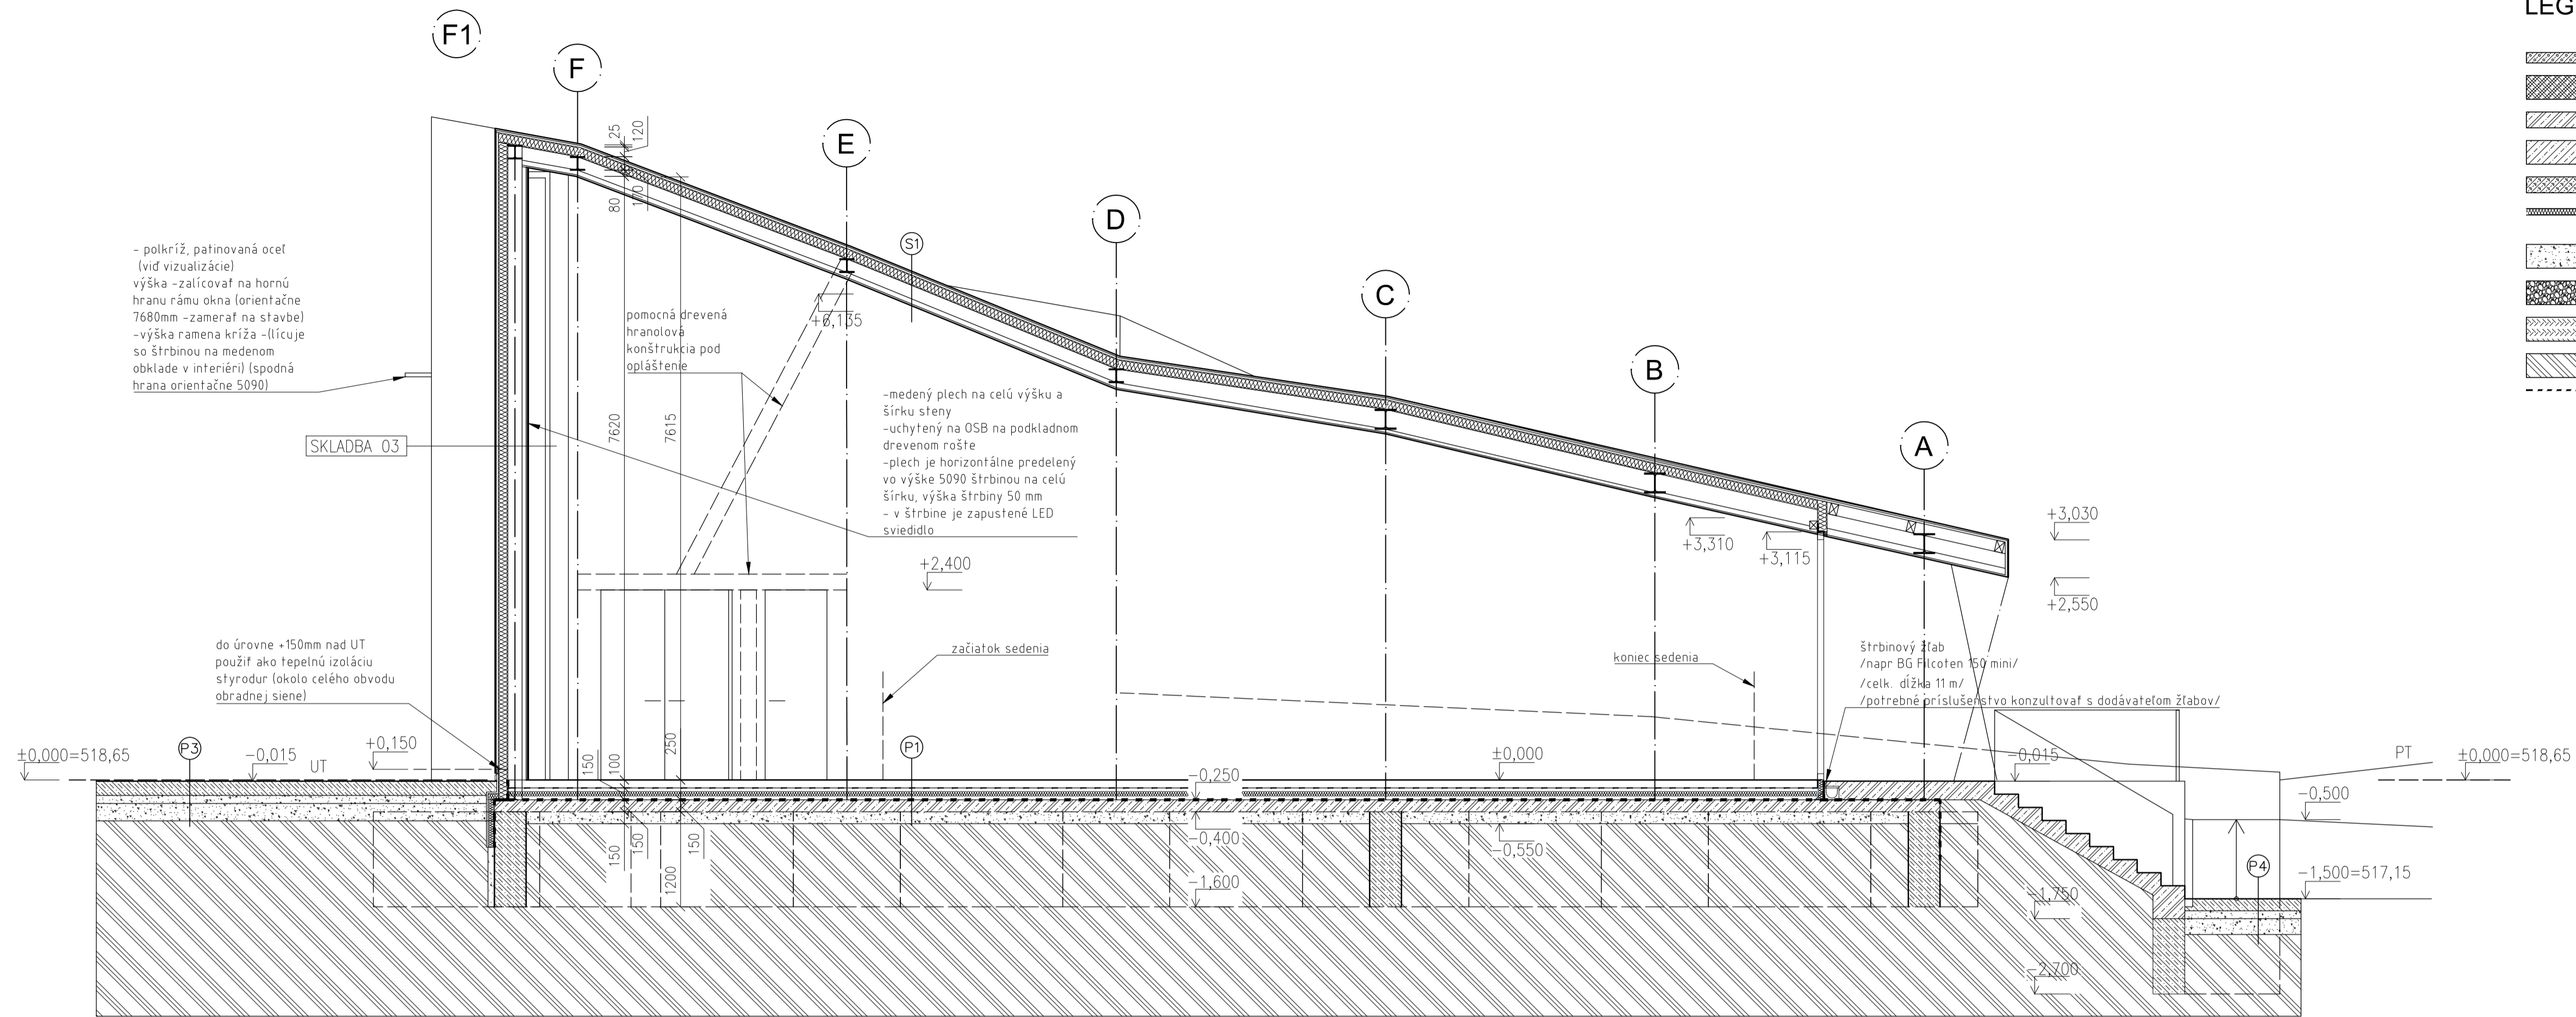 LEG
F1
F
E
D
C
B
A
25
120
80
170
S1
- polkríž, patinovaná oceľ
(viď vizualizácie)
výška -zalícovať na hornú
hranu rámu okna (orientačne
7680mm -zamerať na stavbe)
-výška ramena kríža -(lícuje
so štrbinou na medenom
obklade v interiéri) (spodná
hrana orientačne 5090)
pomocná drevená
hranolová
konštrukcia pod
opláštenie
+6,135
-medený plech na celú výšku a
šírku steny
-uchytený na OSB na podkladnom
drevenom rošte
-plech je horizontálne predelený
vo výške 5090 štrbinou na celú
šírku, výška štrbiny 50 mm
- v štrbine je zapustené LED
sviedidlo
SKLADBA 03
7620
7615
+3,310
+3,115
+3,030
+2,550
+2,400
do úrovne +150mm nad UT
použiť ako tepelnú izoláciu
styrodur (okolo celého obvodu
obradnej siene)
začiatok sedenia
koniec sedenia
štrbinový žľab
/napr BG Filcoten 150 mini/
/celk. dĺžka 11 m/
/potrebné príslušenstvo konzultovať s dodávateľom žľabov/
±0,000=518,65
P3
-0,015
UT
+0,150
150
100
250
P1
-0,250
±0,000
-0,015
PT
±0,000=518,65
-0,500
-0,400
-0,550
150
150
150
1200
-1,600
-1,750
-2,700
P4
-1,500=517,15